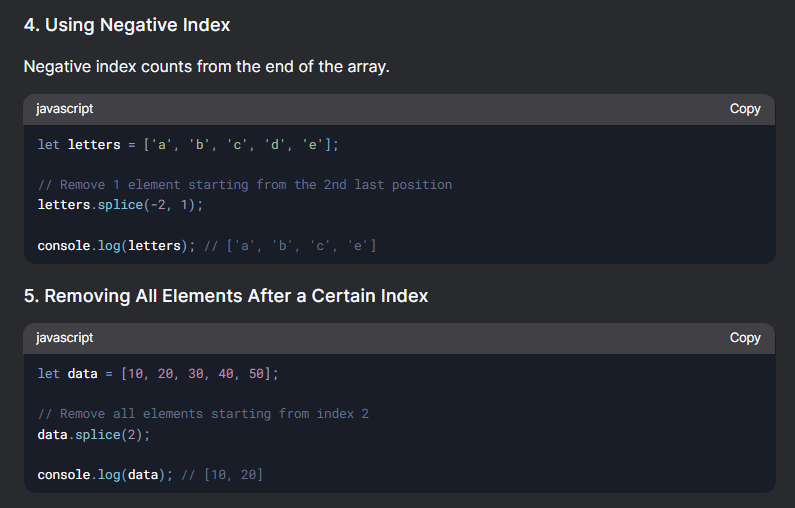 4. Using Negative Index
Negative index counts from the end of the array.
javascript Copy
let letters = ['a', 'b', 'c', 'd', 'e'];
// Remove 1 element starting from the 2nd last position
letters.splice(-2, 1);
console.log(letters); // ['a', 'b', 'c', 'e']
5. Removing All Elements After a Certain Index
javascript Copy
let data = [10, 20, 30, 40, 50];
// Remove all elements starting from index 2
data.splice(2);
console.log(data); // [10, 20]